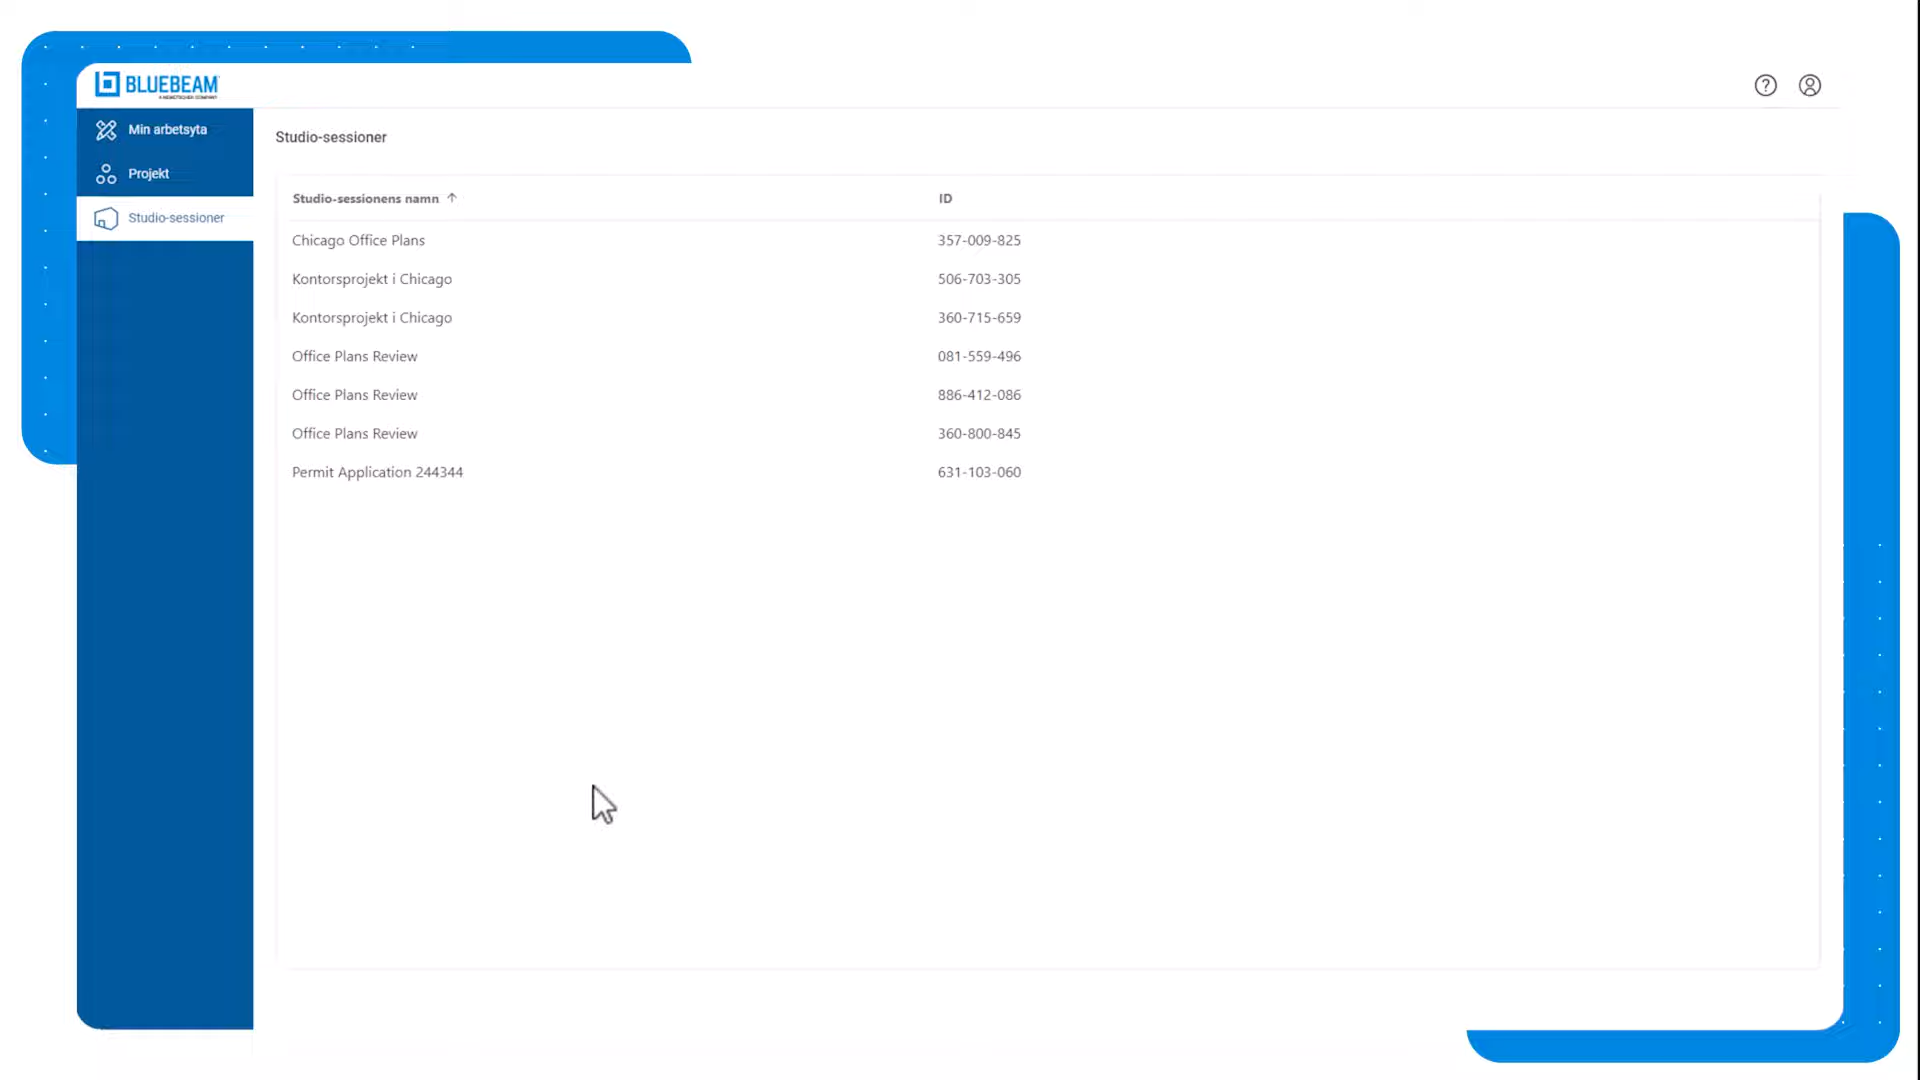 BLUEBEAM
A NEMETSCHEK COMPANY
Min arbetsyta
Projekt
Studio-sessioner
Studio-sessioner
Studio-sessionens namn ID
Chicago Office Plans 357-009-825
Kontorsprojekt i Chicago 506-703-305
Kontorsprojekt i Chicago 360-715-659
Office Plans Review 081-559-496
Office Plans Review 886-412-086
Office Plans Review 360-800-845
Permit Application 244344 631-103-060